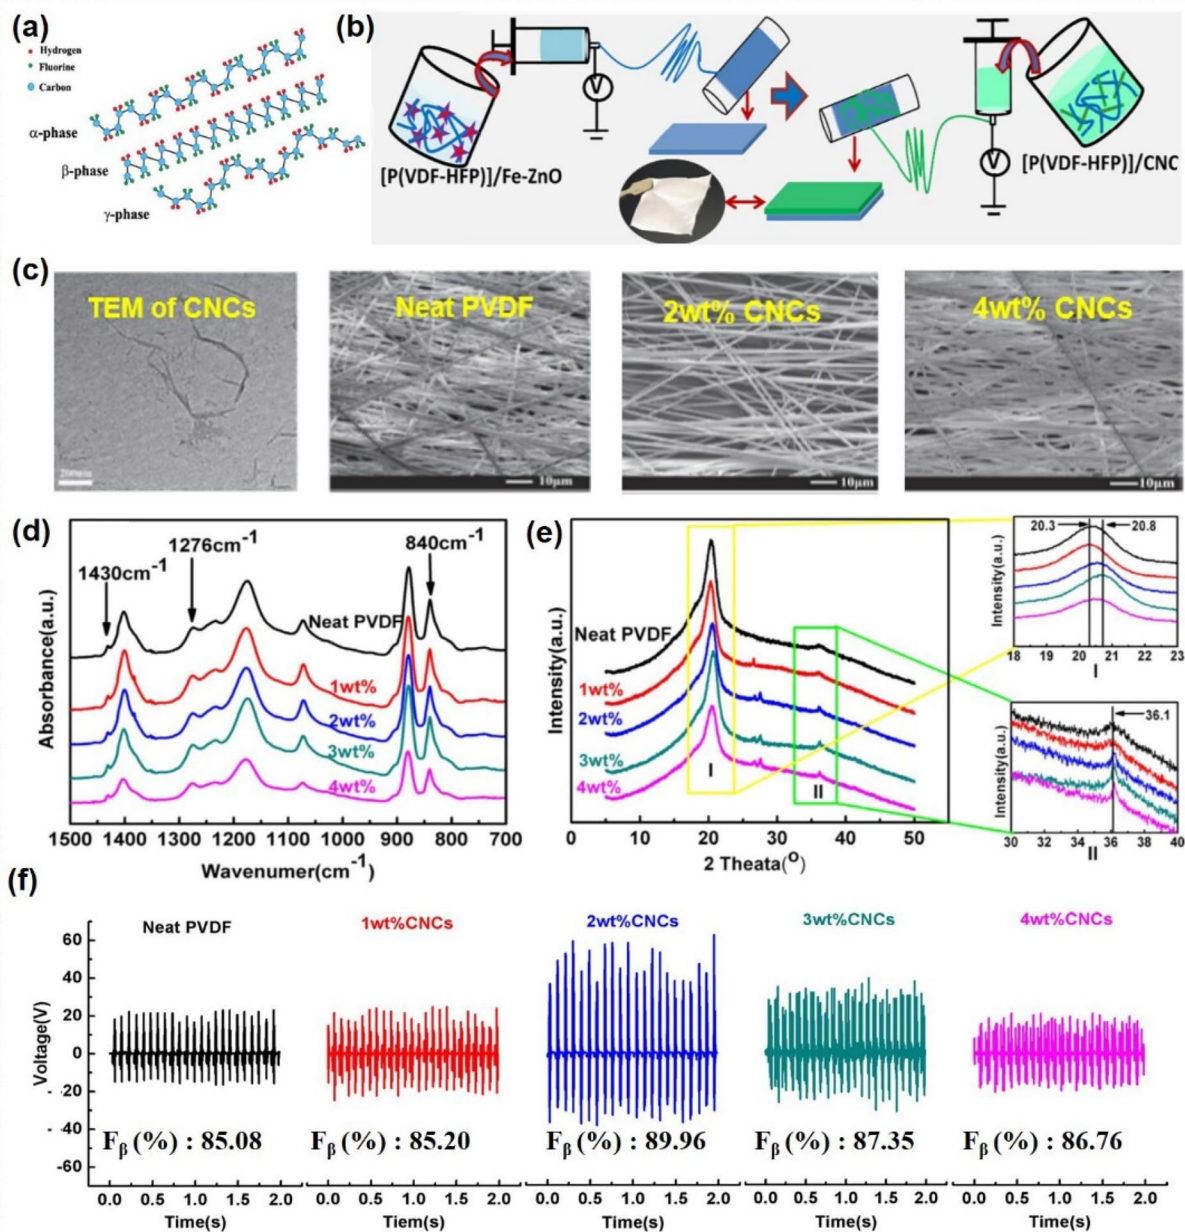 (a)
Hydrogen
Fluorine
Carbon
α-phase
β-phase
γ-phase
(b)
V
V
[P(VDF-HFP)]/Fe-ZnO
[P(VDF-HFP)]/CNC
(c)
TEM of CNCs
200nm
Neat PVDF
10μm
2wt% CNCs
10μm
4wt% CNCs
10μm
(d)
1430cm-1
1276cm-1
840cm-1
Neat PVDF
1wt%
2wt%
3wt%
4wt%
Absorbance(a.u.)
1500 1400 1300 1200 1100 1000 900 800 700
Wavenumer(cm-1)
(e)
Neat PVDF
1wt%
2wt%
3wt%
4wt%
I
II
Intensity(a.u.)
0 10 20 30 40 50
2 Theata(O)
20.3 20.8
Intensity(a.u.)
18 19 20 21 22 23
I
36.1
Intensity(a.u.)
30 32 34 36 38 40
II
(f)
Neat PVDF
1wt%CNCs
2wt%CNCs
3wt%CNCs
4wt%CNCs
Voltage(V)
60
40
20
0
- 20
- 40
-60
Fβ (%) : 85.08
Fβ (%) : 85.20
Fβ (%) : 89.96
Fβ (%) : 87.35
Fβ (%) : 86.76
0.0 0.5 1.0 1.5 2.0
0.0 0.5 1.0 1.5 2.0
0.0 0.5 1.0 1.5 2.0
0.0 0.5 1.0 1.5 2.0
0.0 0.5 1.0 1.5 2.0
Time(s)
Tiem(s)
Time(s)
Time(s)
Time(s)